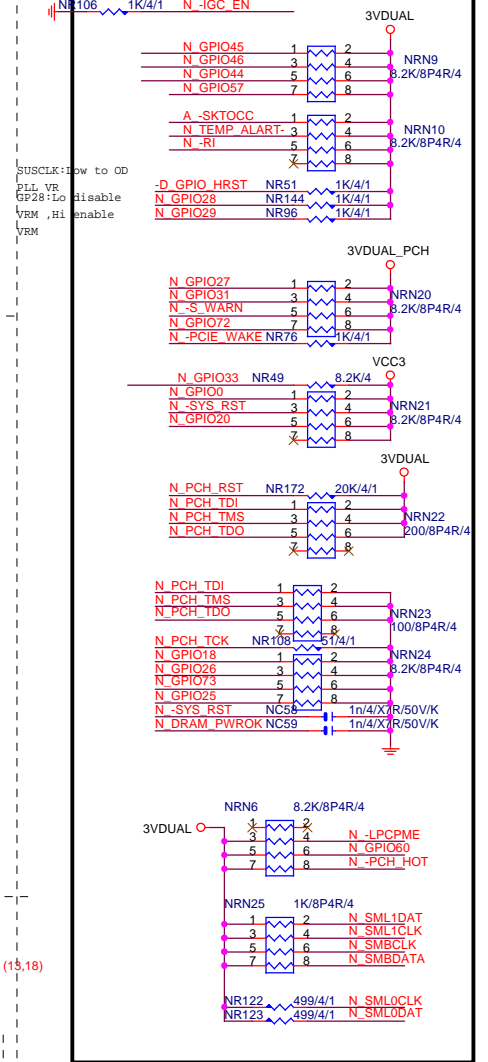 NR106 1K/4/1 N_-IGC_EN
3VDUAL
N_GPIO45 1 2
N_GPIO46 3 4 NRN9
N_GPIO44 5 6 8.2K/8P4R/4
N_GPIO57 7 8
A_-SKTOCC 1 2
N_TEMP_ALART- 3 4 NRN10
N_-RI 5 6 8.2K/8P4R/4
7 8
SUSCLK:Low to OD
PLL VR
GP28:Lo disable
VRM ,Hi enable
VRM
-D_GPIO_HRST NR51 1K/4/1
N_GPIO28 NR144 1K/4/1
N_GPIO29 NR96 1K/4/1
3VDUAL_PCH
N_GPIO27 1 2
N_GPIO31 3 4 NRN20
N_-S_WARN 5 6 8.2K/8P4R/4
N_GPIO72 7 8
N_-PCIE_WAKE NR76 1K/4/1
VCC3
N_GPIO33 NR49 8.2K/4
N_GPIO0 1 2
N_-SYS_RST 3 4 NRN21
N_GPIO20 5 6 8.2K/8P4R/4
7 8
3VDUAL
N_PCH_RST NR172 20K/4/1
N_PCH_TDI 1 2
N_PCH_TMS 3 4 NRN22
N_PCH_TDO 5 6 200/8P4R/4
7 8
N_PCH_TDI 1 2
N_PCH_TMS 3 4
N_PCH_TDO 5 6 NRN23
7 8 100/8P4R/4
N_PCH_TCK NR108 51/4/1
N_GPIO18 1 2 NRN24
N_GPIO26 3 4 8.2K/8P4R/4
N_GPIO73 5 6
N_GPIO25 7 8
N_-SYS_RST NC58 1n/4/X7R/50V/K
N_DRAM_PWROK NC59 1n/4/X7R/50V/K
NRN6 8.2K/8P4R/4
3VDUAL 1 2
3 4 N_-LPCPME
5 6 N_GPIO60
7 8 N_-PCH_HOT
NRN25 1K/8P4R/4
1 2 N_SML1DAT
3 4 N_SML1CLK
5 6 N_SMBCLK
7 8 N_SMBDATA
(13,18)
NR122 499/4/1 N_SML0CLK
NR123 499/4/1 N_SML0DAT